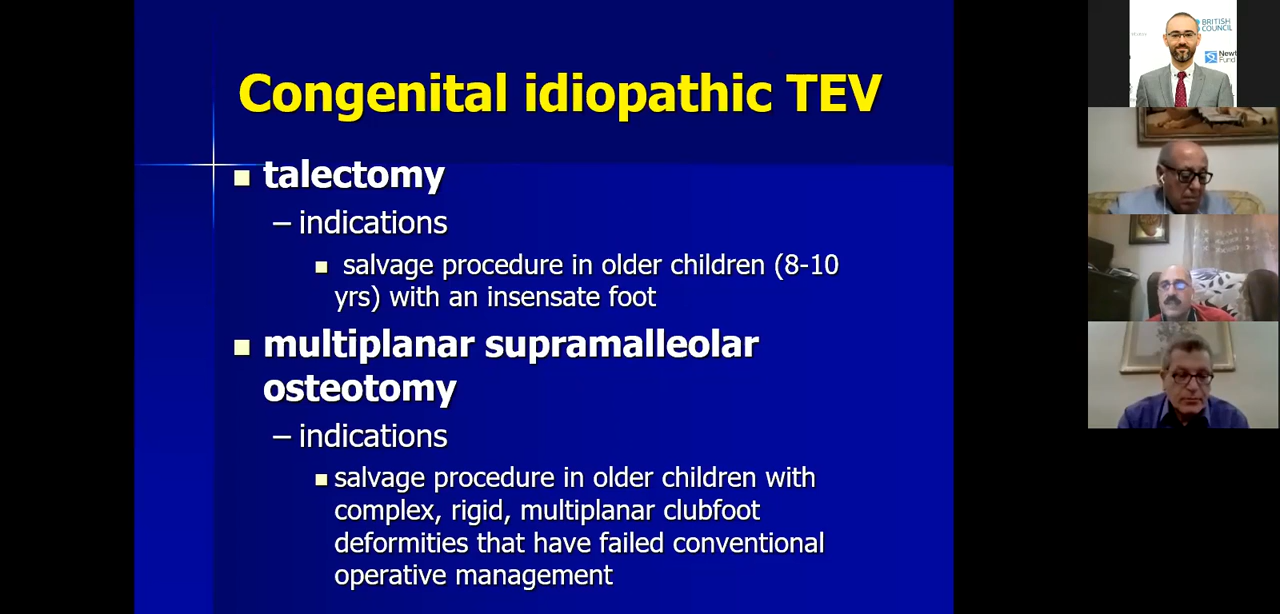 Congenital idiopathic TEV
talectomy
– indications
salvage procedure in older children (8-10
yrs) with an insensate foot
multiplanar supramalleolar
osteotomy
– indications
salvage procedure in older children with
complex, rigid, multiplanar clubfoot
deformities that have failed conventional
operative management
BRITISH
COUNCIL
Newt
Fund